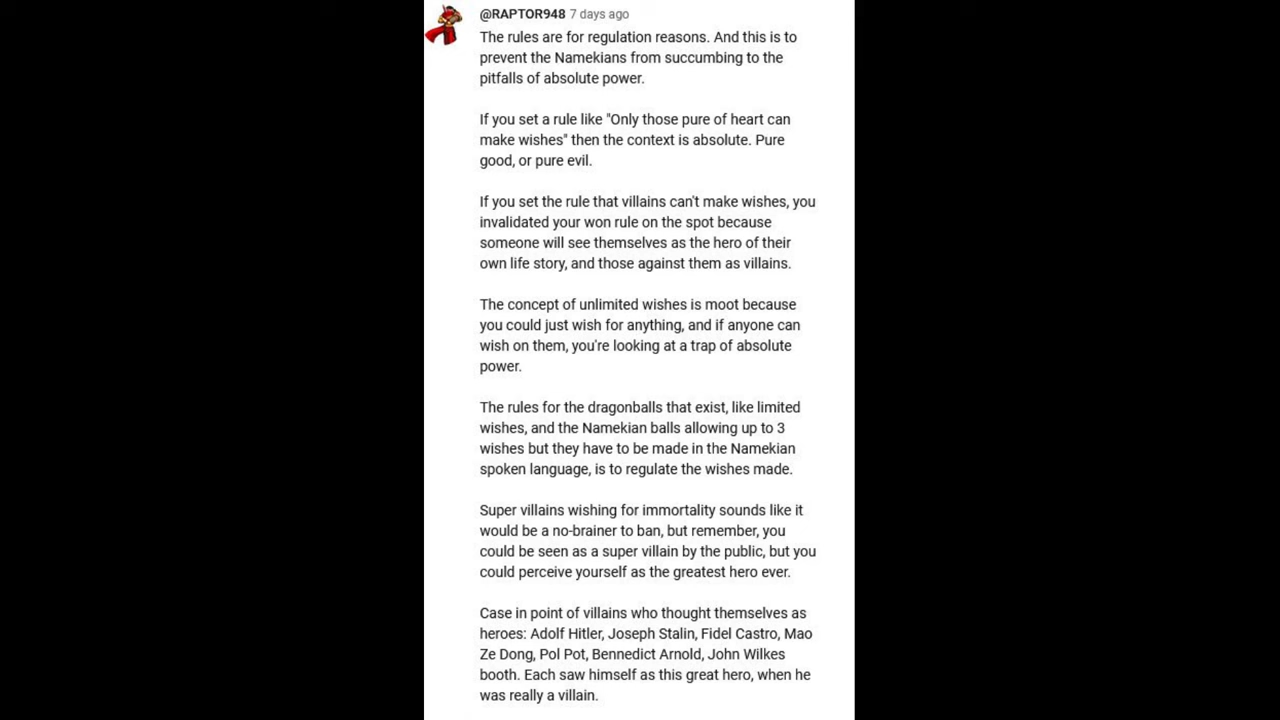 @RAPTOR948 7 days ago
The rules are for regulation reasons. And this is to
prevent the Namekians from succumbing to the
pitfalls of absolute power.
If you set a rule like "Only those pure of heart can
make wishes" then the context is absolute. Pure
good, or pure evil.
If you set the rule that villains can't make wishes, you
invalidated your won rule on the spot because
someone will see themselves as the hero of their
own life story, and those against them as villains.
The concept of unlimited wishes is moot because
you could just wish for anything, and if anyone can
wish on them, you're looking at a trap of absolute
power.
The rules for the dragonballs that exist, like limited
wishes, and the Namekian balls allowing up to 3
wishes but they have to be made in the Namekian
spoken language, is to regulate the wishes made.
Super villains wishing for immortality sounds like it
would be a no-brainer to ban, but remember, you
could be seen as a super villain by the public, but you
could perceive yourself as the greatest hero ever.
Case in point of villains who thought themselves as
heroes: Adolf Hitler, Joseph Stalin, Fidel Castro, Mao
Ze Dong, Pol Pot, Bennedict Arnold, John Wilkes
booth. Each saw himself as this great hero, when he
was really a villain.